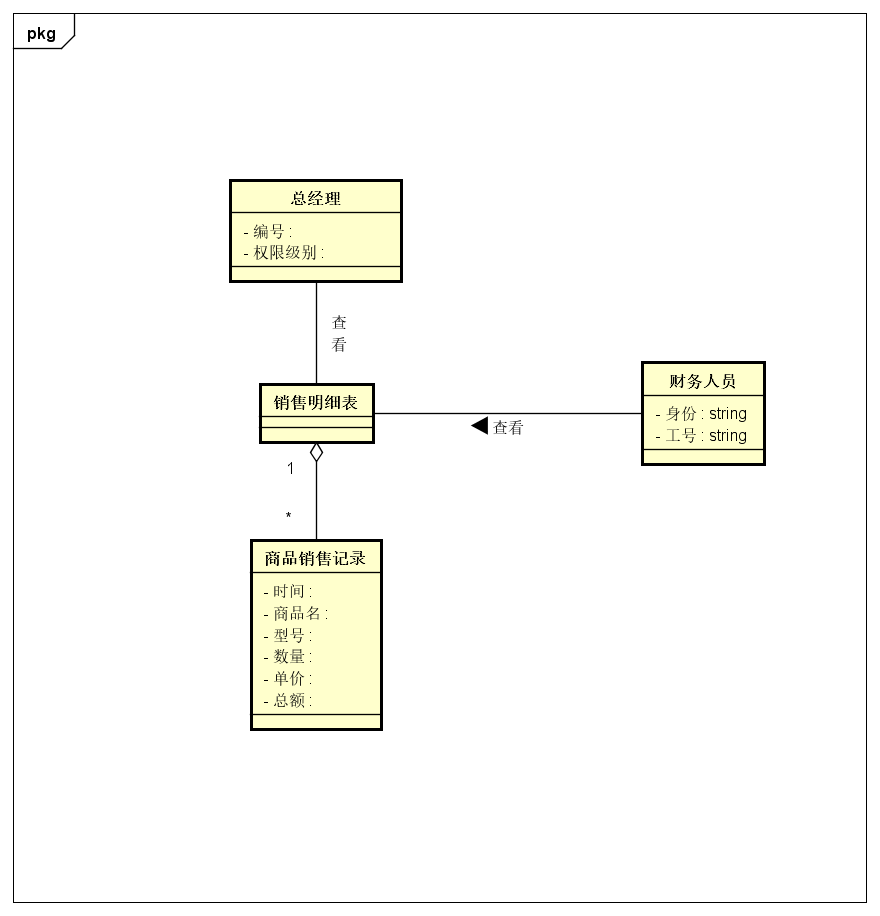 pkg
总经理
- 编号 :
- 权限级别 :
查
看
销售明细表
查看
财务人员
- 身份 : string
- 工号 : string
1
*
商品销售记录
- 时间 :
- 商品名 :
- 型号 :
- 数量 :
- 单价 :
- 总额 :